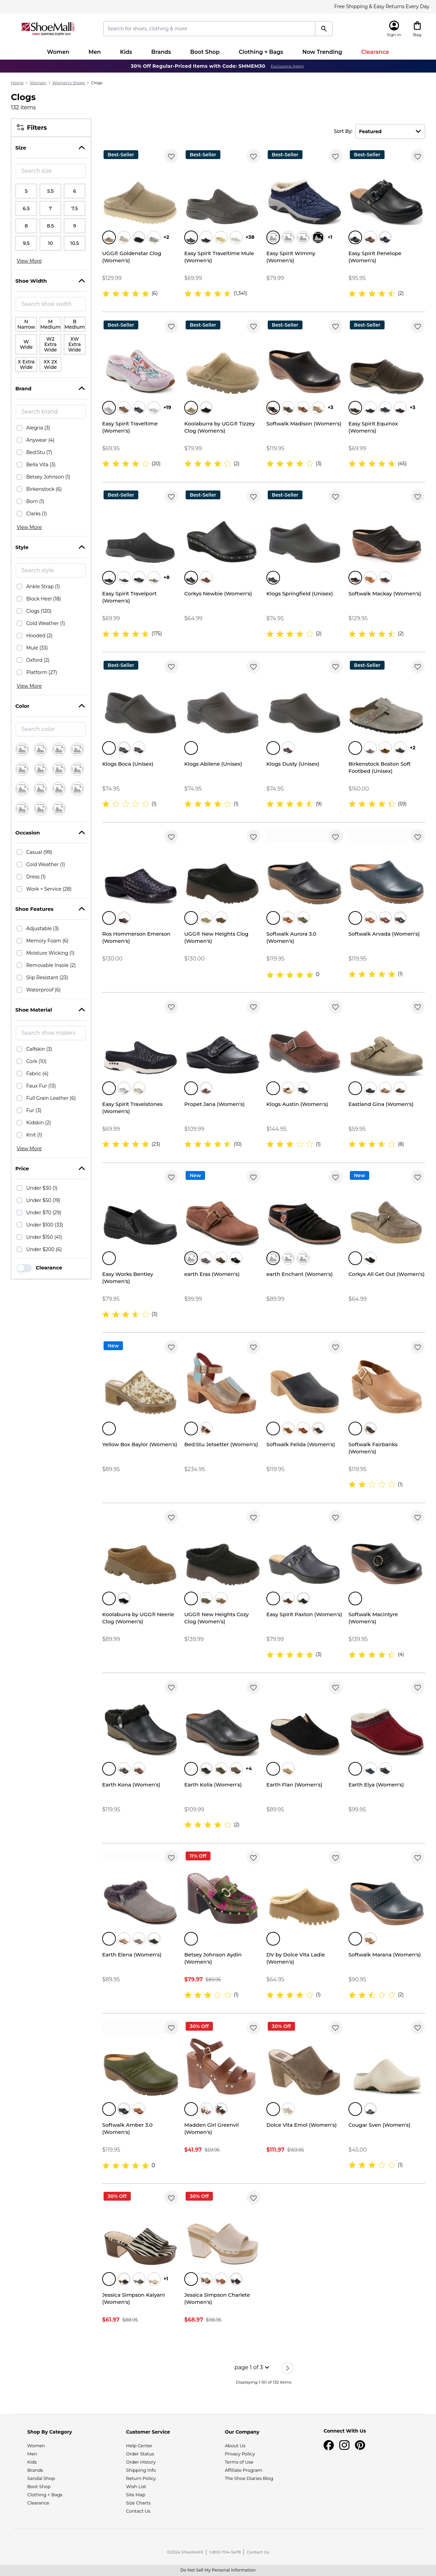 Free Shipping & Easy Returns Every Day
ShoeMall
FREE SHIPPING EVERY DAY
Search for shoes, clothing & more
Sign In
Bag
Women Men Kids Brands Boot Shop Clothing + Bags Now Trending Clearance
30% Off Regular-Priced Items with Code: SMMEM30 Exclusions Apply
Home > Women > Women's Shoes > Clogs
Clogs
132 items
Filters
Sort By: Featured
Size
Search size
5 5.5 6
6.5 7 7.5
8 8.5 9
9.5 10 10.5
View More
Shoe Width
Search shoe width
N Narrow
M Medium
B Medium
W Wide
W2 Extra Wide
XW Extra Wide
X Extra Wide
XX 2X Wide
Brand
Search brand
Alegria (3)
Anywear (4)
Bed:Stu (7)
Bella Vita (3)
Betsey Johnson (1)
Birkenstock (6)
Born (1)
Clarks (1)
View More
Style
Search style
Ankle Strap (1)
Block Heel (18)
Clogs (120)
Cold Weather (1)
Hooded (2)
Mule (33)
Oxford (2)
Platform (27)
View More
Color
Search color
Occasion
Casual (99)
Cold Weather (1)
Dress (1)
Work + Service (28)
Shoe Features
Adjustable (3)
Memory Foam (6)
Moisture Wicking (1)
Removable Insole (2)
Slip Resistant (23)
Waterproof (6)
Shoe Material
Search shoe material
Calfskin (3)
Cork (10)
Fabric (4)
Faux Fur (13)
Full Grain Leather (6)
Fur (3)
Kidskin (2)
Knit (1)
View More
Price
Under $30 (1)
Under $50 (19)
Under $70 (29)
Under $100 (33)
Under $150 (41)
Under $200 (6)
Clearance
Best-Seller
+2
UGG® Goldenstar Clog (Women's)
$129.99
(6)
Best-Seller
+38
Easy Spirit Traveltime Mule (Women's)
$69.99
(1,341)
Best-Seller
+1
Easy Spirit Wimmy (Women's)
$79.99
Best-Seller
Easy Spirit Penelope (Women's)
$95.95
(2)
Best-Seller
+19
Easy Spirit Traveltime (Women's)
$69.95
(20)
Best-Seller
Koolaburra by UGG® Tizzey Clog (Women's)
$79.99
(2)
Best-Seller
+3
Softwalk Madison (Women's)
$119.95
(3)
Best-Seller
+3
Easy Spirit Equinox (Women's)
$69.99
(45)
Best-Seller
+8
Easy Spirit Travelport (Women's)
$69.99
(175)
Best-Seller
Corkys Newbie (Women's)
$64.99
Best-Seller
Klogs Springfield (Unisex)
$74.95
(2)
Best-Seller
Softwalk Mackay (Women's)
$129.95
(2)
Best-Seller
Klogs Boca (Unisex)
$74.95
(1)
Klogs Abilene (Unisex)
$74.95
(1)
Klogs Dusty (Unisex)
$74.95
(9)
Best-Seller
+2
Birkenstock Boston Soft Footbed (Unisex)
$160.00
(59)
Ros Hommerson Emerson (Women's)
$130.00
UGG® New Heights Clog (Women's)
$130.00
Softwalk Aurora 3.0 (Women's)
$119.95
()
Softwalk Arvada (Women's)
$119.95
(1)
Easy Spirit Travelstones (Women's)
$69.99
(23)
Propet Jana (Women's)
$109.99
(10)
Klogs Austin (Women's)
$144.95
(1)
Eastland Gina (Women's)
$59.95
(8)
Easy Works Bentley (Women's)
$79.95
(3)
New
earth Eras (Women's)
$99.99
earth Enchant (Women's)
$89.99
New
Corkys All Get Out (Women's)
$64.99
New
Yellow Box Baylor (Women's)
$89.95
Bed:Stu Jetsetter (Women's)
$234.95
Softwalk Felida (Women's)
$119.95
Softwalk Fairbanks (Women's)
$119.95
(1)
Koolaburra by UGG® Neerie Clog (Women's)
$89.99
UGG® New Heights Cozy Clog (Women's)
$139.99
Easy Spirit Paxton (Women's)
$79.99
(3)
Softwalk Macintyre (Women's)
$139.95
(4)
Earth Kona (Women's)
$119.95
+4
Earth Kolia (Women's)
$109.99
(2)
Earth Flan (Women's)
$89.95
Earth Elya (Women's)
$99.95
Earth Elena (Women's)
$89.95
11% Off
Betsey Johnson Aydin (Women's)
$79.97 $89.95
(1)
DV by Dolce Vita Ladie (Women's)
$64.95
(1)
Softwalk Marana (Women's)
$90.95
(2)
Softwalk Amber 3.0 (Women's)
$119.95
()
30% Off
Madden Girl Greenvil (Women's)
$41.97 $59.95
30% Off
Dolce Vita Emol (Women's)
$111.97 $159.95
Cougar Sven (Women's)
$45.00
(1)
30% Off
+1
Jessica Simpson Kalyani (Women's)
$61.97 $88.95
30% Off
Jessica Simpson Charlete (Women's)
$68.97 $98.95
page 1 of 3
Displaying 1-50 of 132 items
Shop By Category
Women
Men
Kids
Brands
Sandal Shop
Boot Shop
Clothing + Bags
Clearance
Customer Service
Help Center
Order Status
Order History
Shipping Info
Return Policy
Wish List
Site Map
Size Charts
Contact Us
Our Company
About Us
Privacy Policy
Terms of Use
Affiliate Program
The Shoe Diaries Blog
Connect With Us
©2024 ShoeMall® | 1-800-704-5478 | Contact Us
Do Not Sell My Personal Information